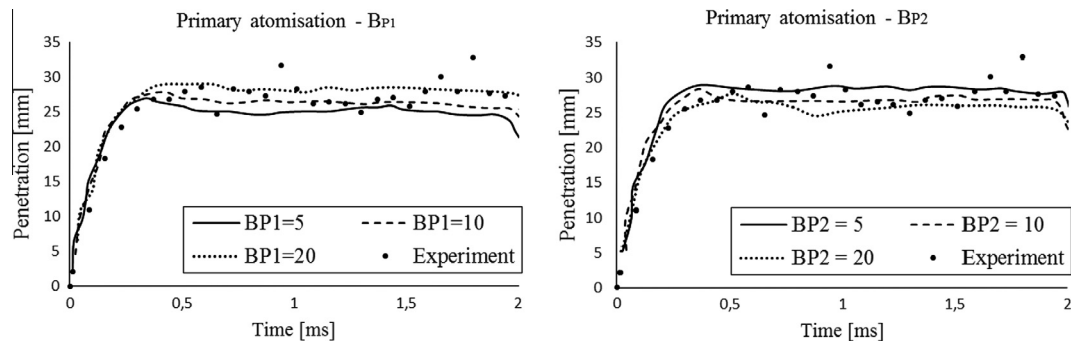 Primary atomisation - BP1
Penetration [mm]
35
30
25
20
15
10
5
0
BP1=5
BP1=10
BP1=20
Experiment
0
0,5
1
1,5
2
Time [ms]
Primary atomisation - BP2
Penetration [mm]
35
30
25
20
15
10
5
0
BP2 = 5
BP2 = 10
BP2 = 20
Experiment
0
0,5
1
1,5
2
Time [ms]